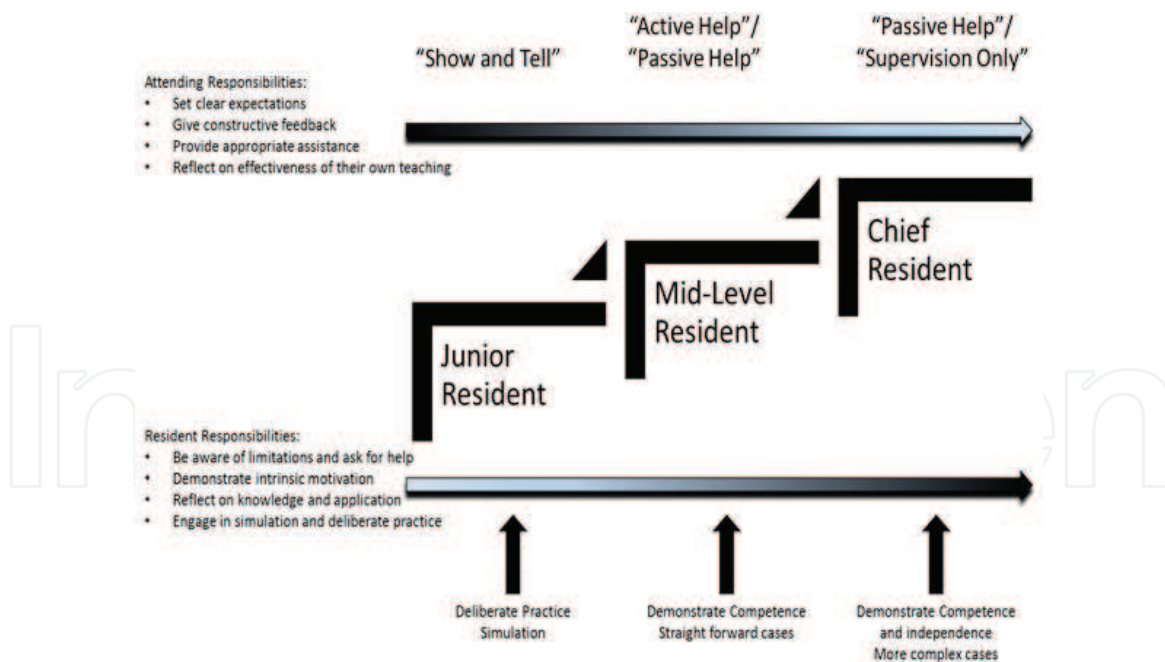 “Show and Tell”
“Active Help”/
“Passive Help”
“Passive Help”/
“Supervision Only”
Attending Responsibilities:
• Set clear expectations
• Give constructive feedback
• Provide appropriate assistance
• Reflect on effectiveness of their own teaching
Chief
Resident
Mid-Level
Resident
Junior
Resident
Resident Responsibilities:
• Be aware of limitations and ask for help
• Demonstrate intrinsic motivation
• Reflect on knowledge and application
• Engage in simulation and deliberate practice
Deliberate Practice
Simulation
Demonstrate Competence
Straight forward cases
Demonstrate Competence
and independence
More complex cases